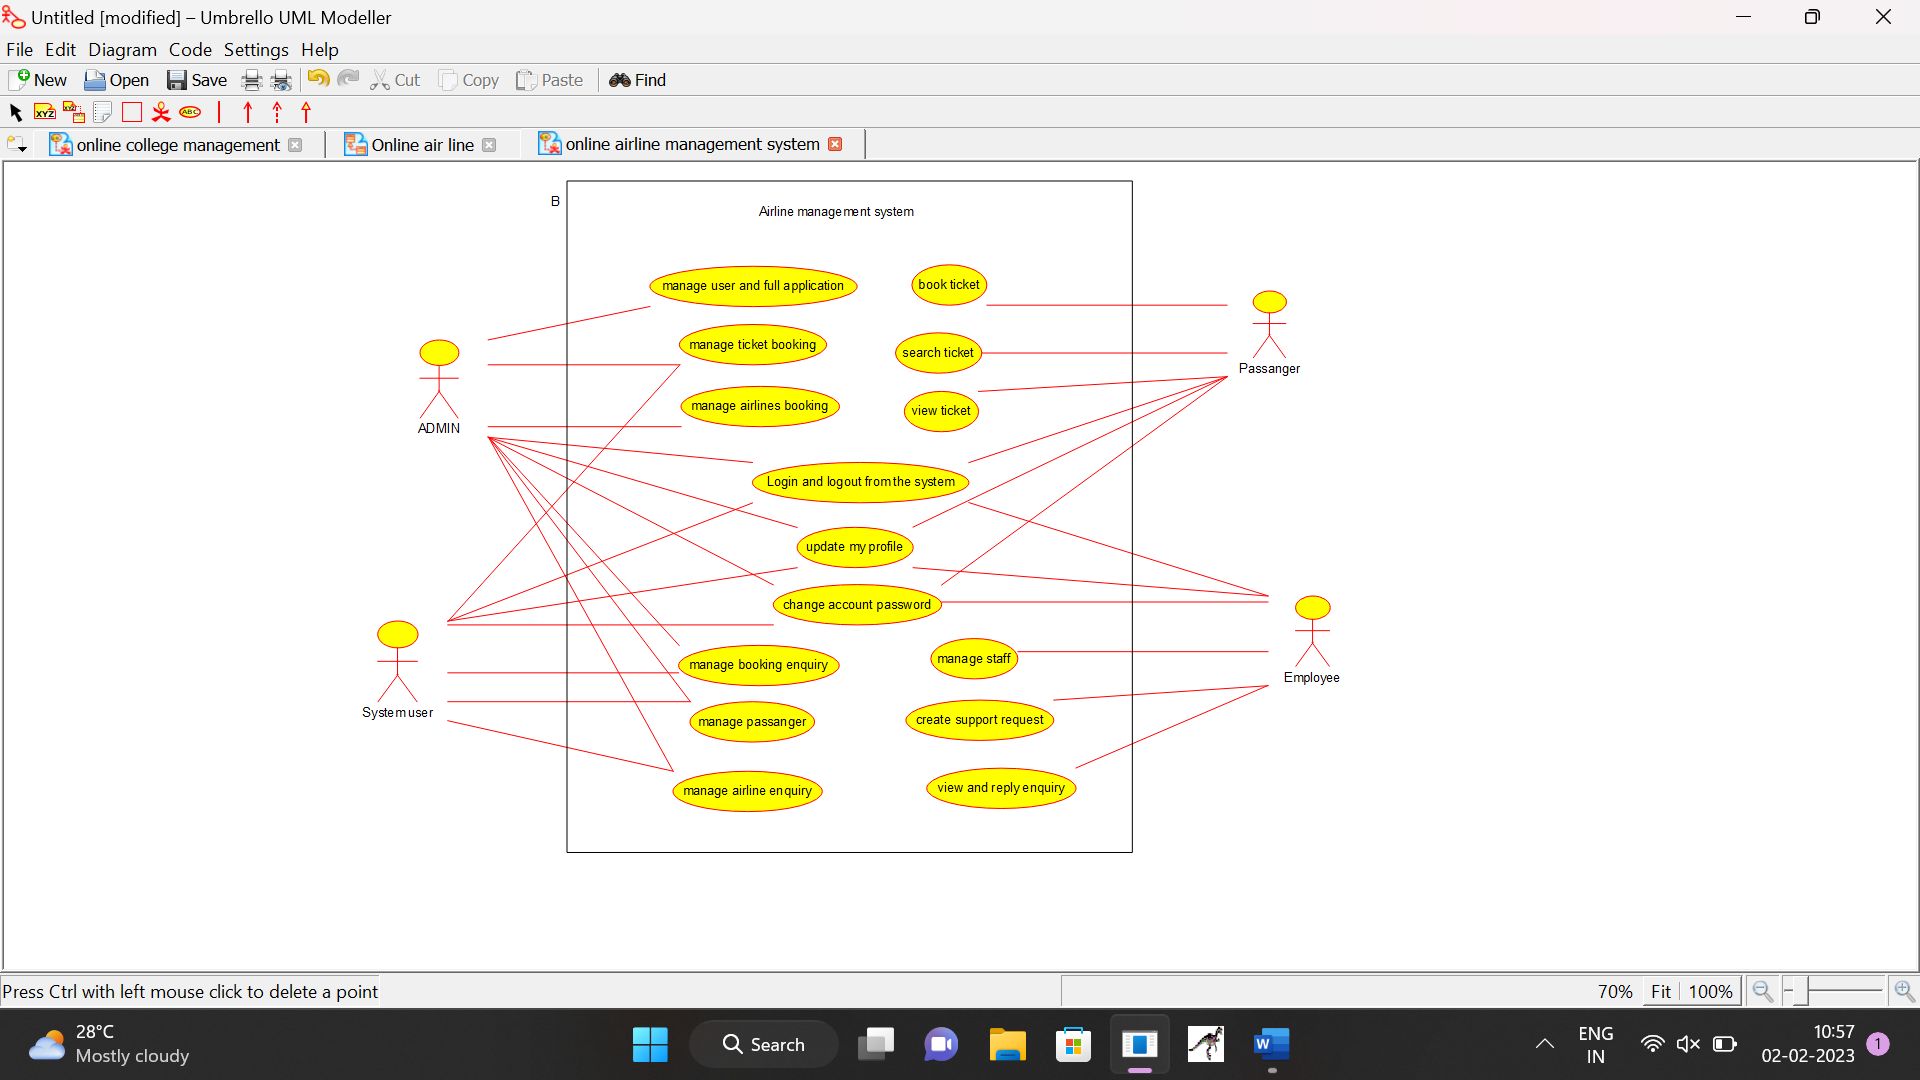 Untitled [modified] – Umbrello UML Modeller
File Edit Diagram Code Settings Help
New Open Save Cut Copy Paste Find
XYZ XYZ ABC
online college management Online air line online airline management system
B
Airline management system
manage user and full application
book ticket
manage ticket booking
search ticket
Passanger
manage airlines booking
view ticket
ADMIN
Login and logout from the system
update my profile
change account password
manage booking enquiry
manage staff
Employee
System user
manage passanger
create support request
manage airline enquiry
view and reply enquiry
Press Ctrl with left mouse click to delete a point
70% Fit 100%
28°C
Mostly cloudy
Search
W
ENG
IN
10:57
02-02-2023
1